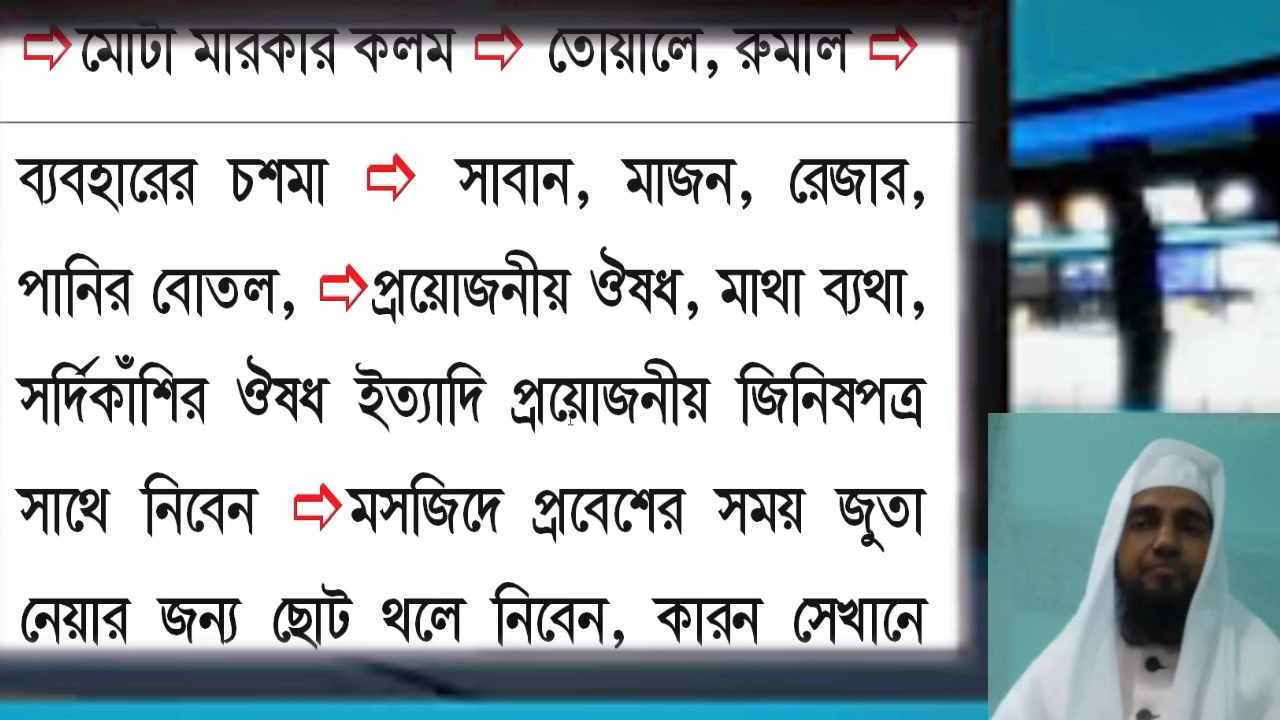 ⇨মোটা মারকার কলম ⇨ তোয়ালে, রুমাল ⇨
ব্যবহারের চশমা ⇨ সাবান, মাজন, রেজার,
পানির বোতল, ⇨প্রয়োজনীয় ঔষধ, মাথা ব্যথা,
সর্দিকাঁশির ঔষধ ইত্যাদি প্রয়োজনীয় জিনিষপত্র
সাথে নিবেন ⇨মসজিদে প্রবেশের সময় জুতা
নেয়ার জন্য ছোট থলে নিবেন, কারন সেখানে